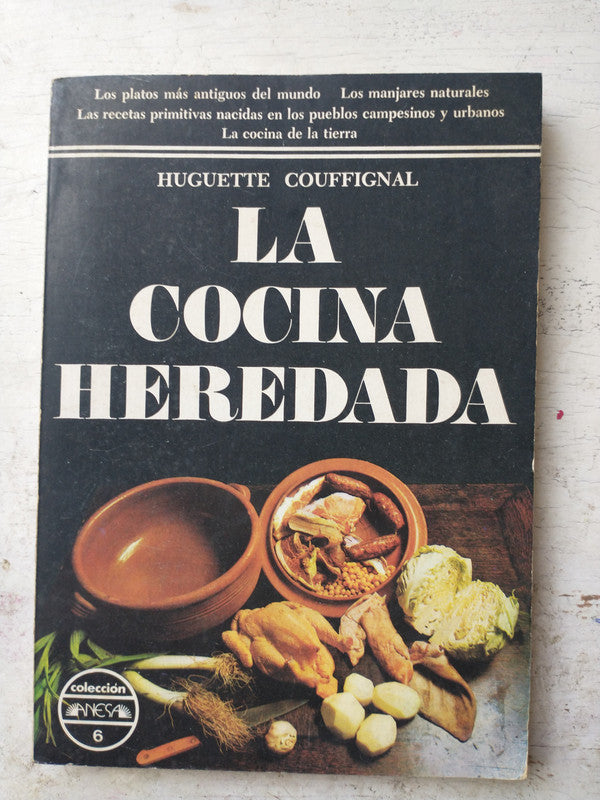 Los platos más antiguos del mundo Los manjares naturales
Las recetas primitivas nacidas en los pueblos campesinos y urbanos
La cocina de la tierra
HUGUETTE COUFFIGNAL
LA
COCINA
HEREDADA
colección
ANESA
6